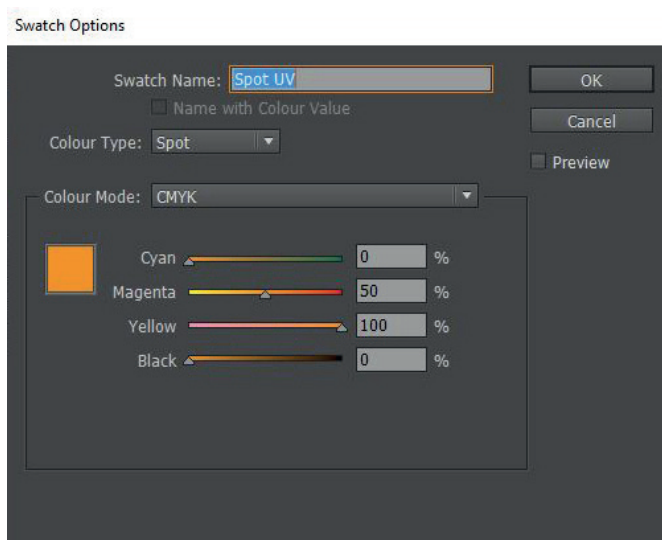 Swatch Options
Swatch Name: Spot UV
OK
Name with Colour Value
Cancel
Colour Type: Spot
Preview
Colour Mode: CMYK
Cyan 0 %
Magenta 50 %
Yellow 100 %
Black 0 %